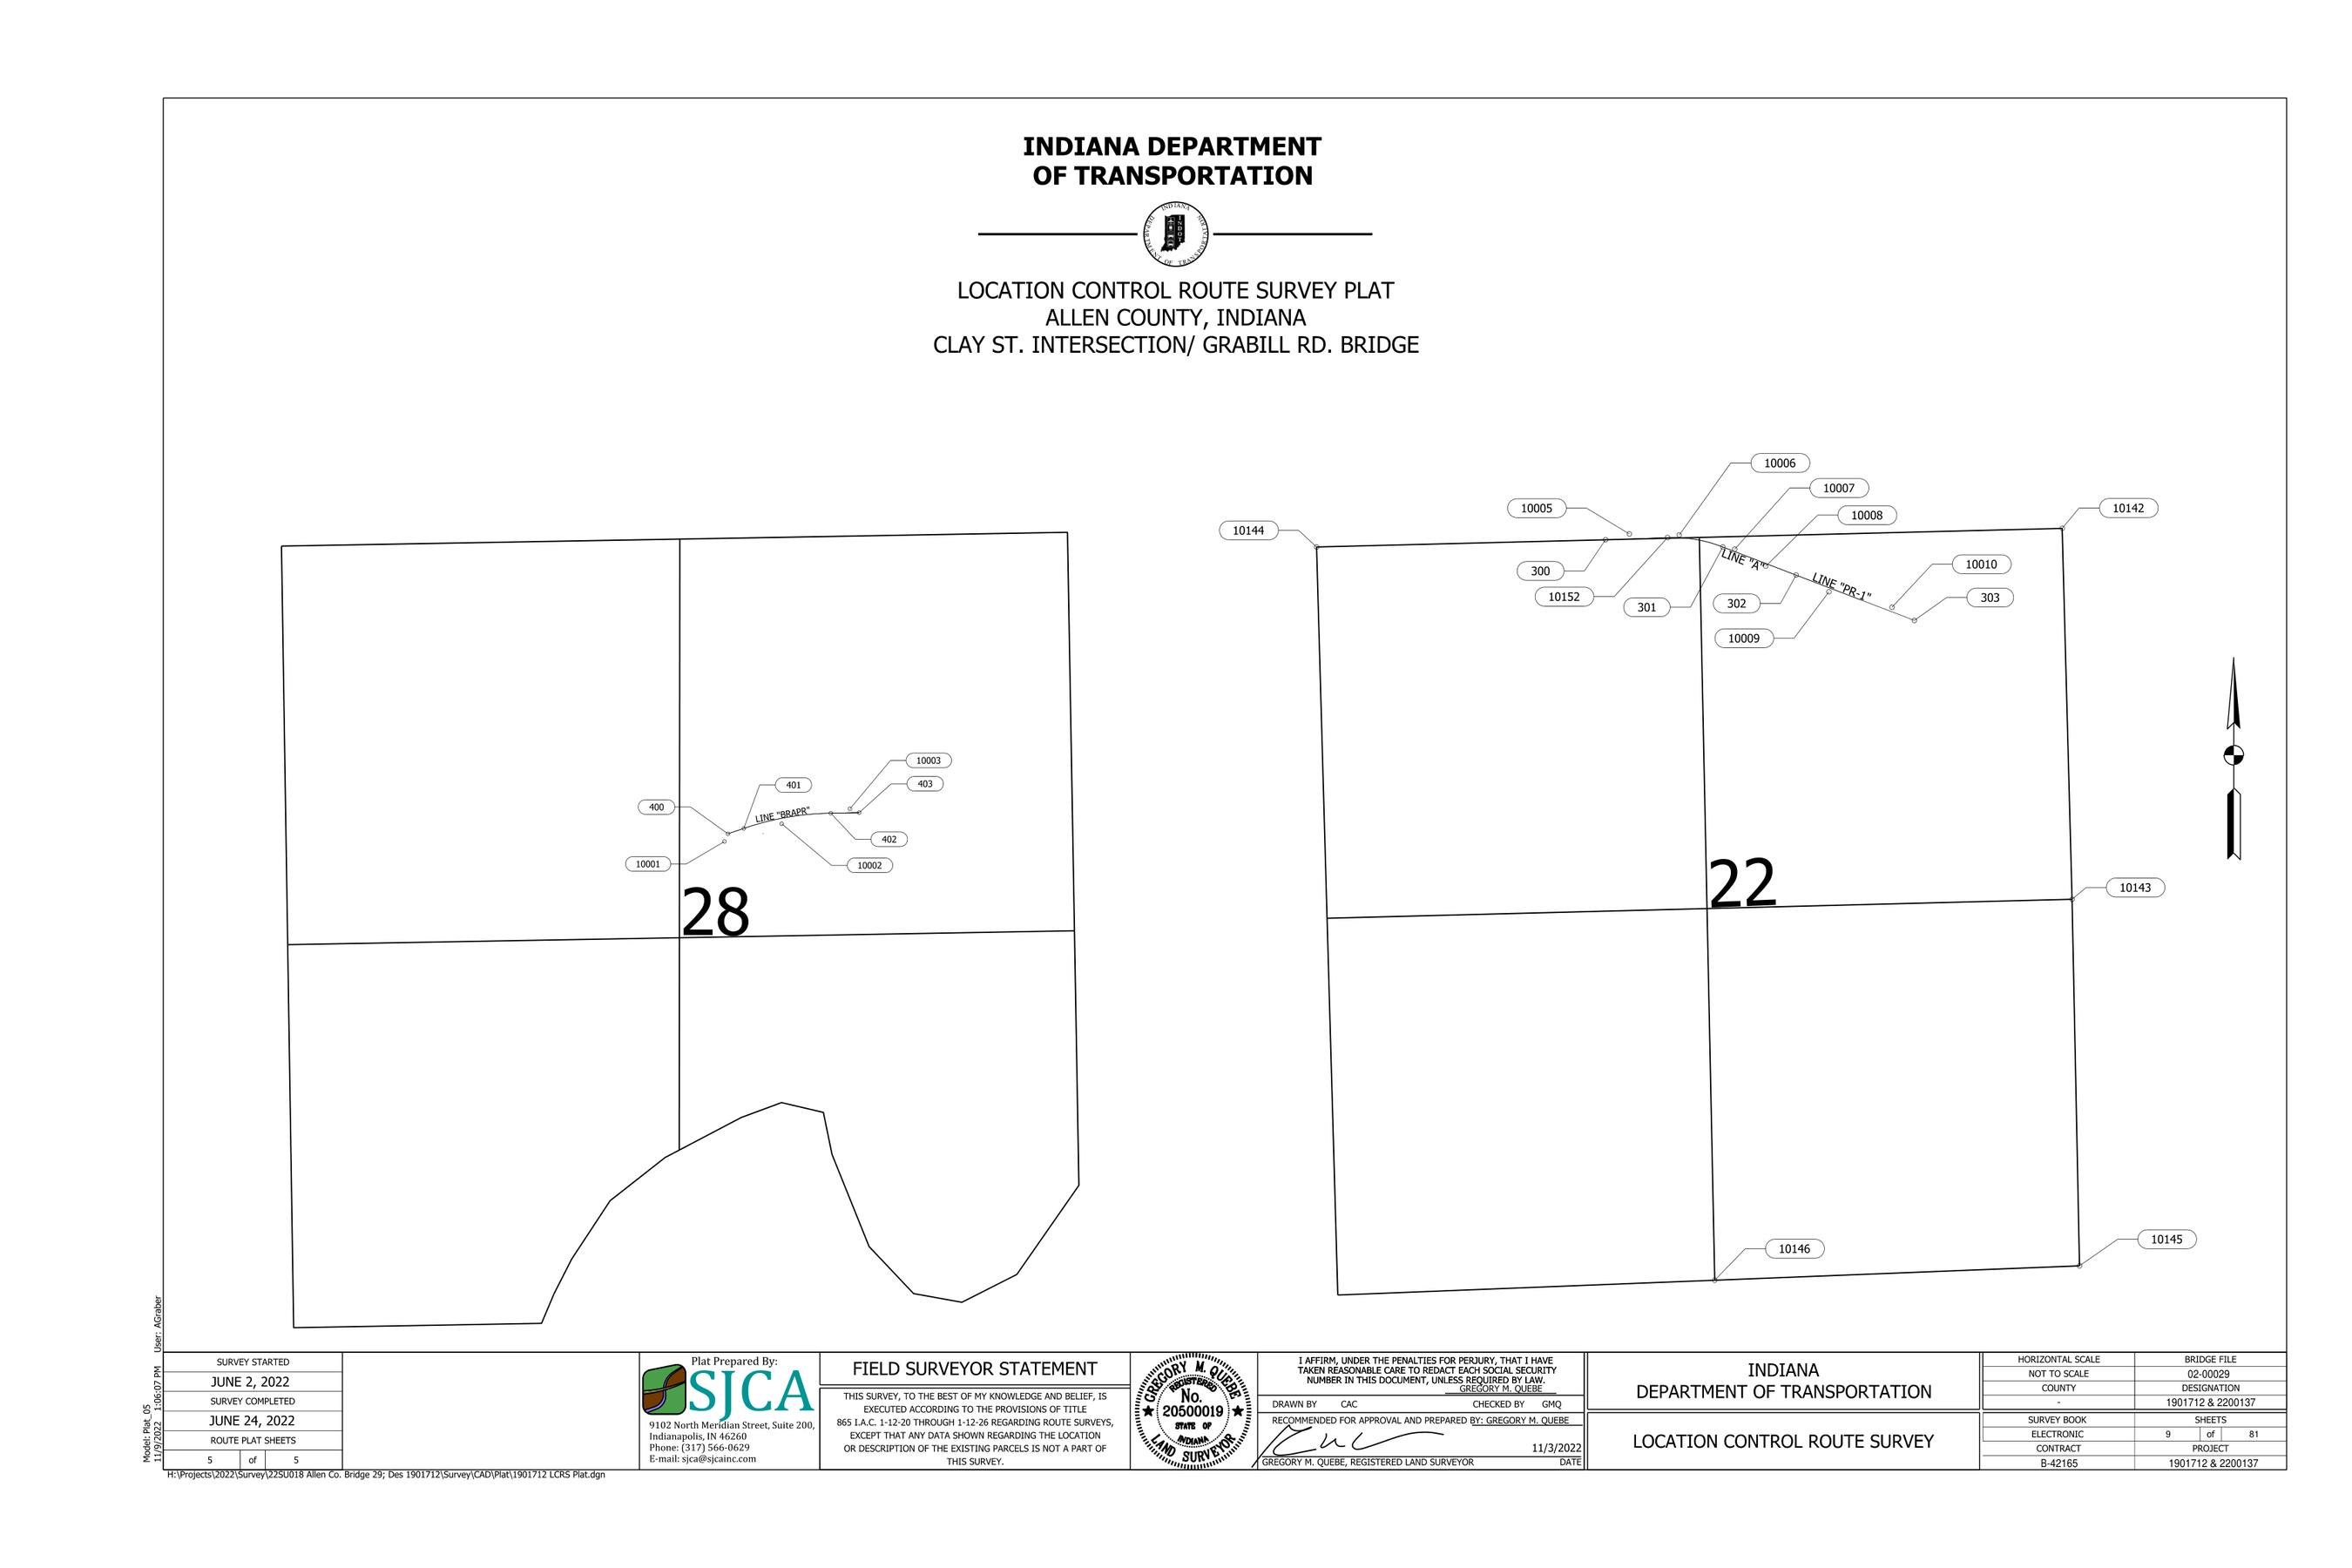 INDIANA DEPARTMENT
OF TRANSPORTATION
INDIANA
DEPARTMENT OF TRANSPORTATION
INDOT
LOCATION CONTROL ROUTE SURVEY PLAT
ALLEN COUNTY, INDIANA
CLAY ST. INTERSECTION/ GRABILL RD. BRIDGE
10006
10007
10005
10008
10142
10144
300
10152
301
LINE "A"
302
LINE "PR-1"
10010
303
10009
10003
401
403
400
LINE "BRAPR"
402
10001
10002
28
22
10143
10146
10145
Model: Plat_05
11/9/2022 1:06:07 PM User: AGraber
SURVEY STARTED
JUNE 2, 2022
SURVEY COMPLETED
JUNE 24, 2022
ROUTE PLAT SHEETS
5 of 5
H:\Projects\2022\Survey\22SU018 Allen Co. Bridge 29; Des 1901712\Survey\CAD\Plat\1901712 LCRS Plat.dgn
Plat Prepared By:
SJCA
9102 North Meridian Street, Suite 200,
Indianapolis, IN 46260
Phone: (317) 566-0629
E-mail: sjca@sjcainc.com
FIELD SURVEYOR STATEMENT
THIS SURVEY, TO THE BEST OF MY KNOWLEDGE AND BELIEF, IS
EXECUTED ACCORDING TO THE PROVISIONS OF TITLE
865 I.A.C. 1-12-20 THROUGH 1-12-26 REGARDING ROUTE SURVEYS,
EXCEPT THAT ANY DATA SHOWN REGARDING THE LOCATION
OR DESCRIPTION OF THE EXISTING PARCELS IS NOT A PART OF
THIS SURVEY.
GREGORY M. QUEBE
REGISTERED
No.
20500019
STATE OF
INDIANA
LAND SURVEYOR
I AFFIRM, UNDER THE PENALTIES FOR PERJURY, THAT I HAVE
TAKEN REASONABLE CARE TO REDACT EACH SOCIAL SECURITY
NUMBER IN THIS DOCUMENT, UNLESS REQUIRED BY LAW.
GREGORY M. QUEBE
DRAWN BY CAC CHECKED BY GMQ
RECOMMENDED FOR APPROVAL AND PREPARED BY: GREGORY M. QUEBE
11/3/2022
GREGORY M. QUEBE, REGISTERED LAND SURVEYOR DATE
INDIANA
DEPARTMENT OF TRANSPORTATION
LOCATION CONTROL ROUTE SURVEY
HORIZONTAL SCALE BRIDGE FILE
NOT TO SCALE 02-00029
COUNTY DESIGNATION
- 1901712 & 2200137
SURVEY BOOK SHEETS
ELECTRONIC 9 of 81
CONTRACT PROJECT
B-42165 1901712 & 2200137